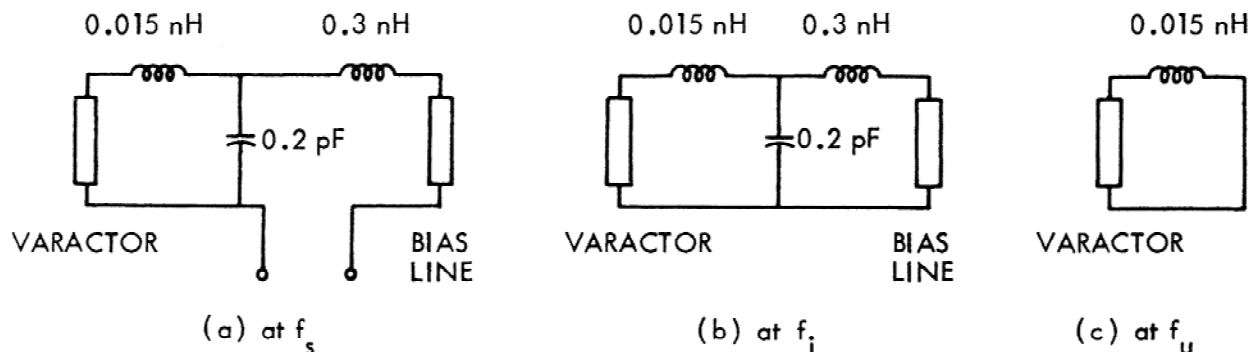 0.015 nH 0.3 nH 0.015 nH 0.3 nH 0.015 nH
0.2 pF 0.2 pF
VARACTOR BIAS VARACTOR BIAS VARACTOR
LINE LINE
(a) at fs (b) at fi (c) at fu